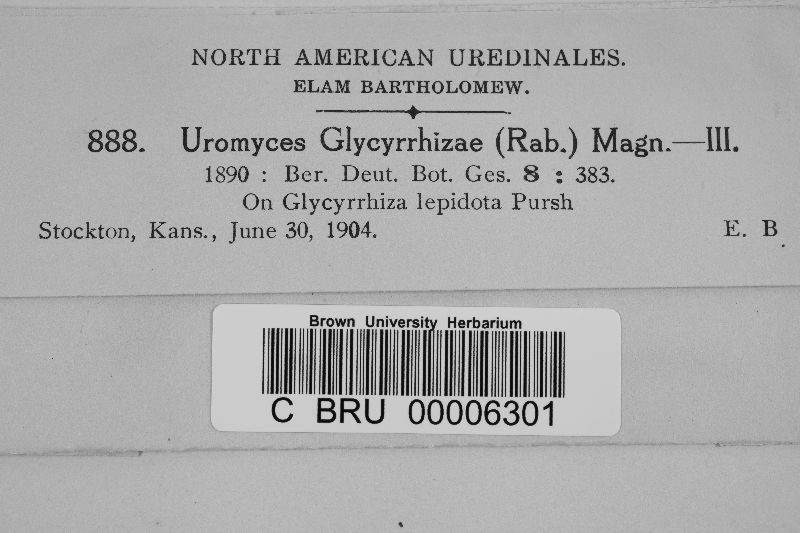 NORTH AMERICAN UREDINALES.
ELAM BARTHOLOMEW.
888. Uromyces Glycyrrhizae (Rab.) Magn.—III.
1890 : Ber. Deut. Bot. Ges. 8 : 383.
On Glycyrrhiza lepidota Pursh
Stockton, Kans., June 30, 1904. E. B.
Brown University Herbarium
C BRU 00006301